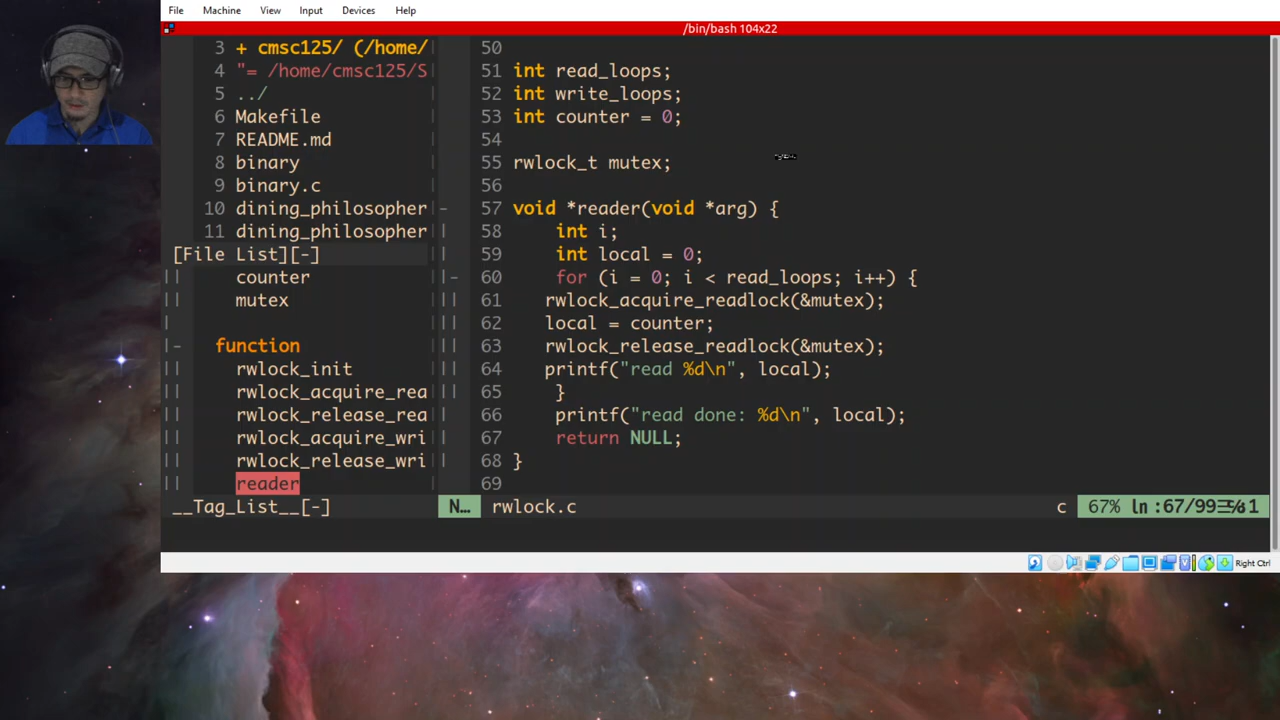 File Machine View Input Devices Help
/bin/bash 104x22
3 + cmsc125/ (/home/
4 "= /home/cmsc125/S
5 ../
6 Makefile
7 README.md
8 binary
9 binary.c
10 dining_philosopher
11 dining_philosopher
[File List][-]
counter
mutex
function
rwlock_init
rwlock_acquire_rea
rwlock_release_rea
rwlock_acquire_wri
rwlock_release_wri
reader
__Tag_List__[-]
50
51 int read_loops;
52 int write_loops;
53 int counter = 0;
54
55 rwlock_t mutex;
56
57 void *reader(void *arg) {
58 int i;
59 int local = 0;
60 for (i = 0; i < read_loops; i++) {
61 rwlock_acquire_readlock(&mutex);
62 local = counter;
63 rwlock_release_readlock(&mutex);
64 printf("read %d\n", local);
65 }
66 printf("read done: %d\n", local);
67 return NULL;
68 }
69
N… rwlock.c c 67% ln :67/99
Right Ctrl